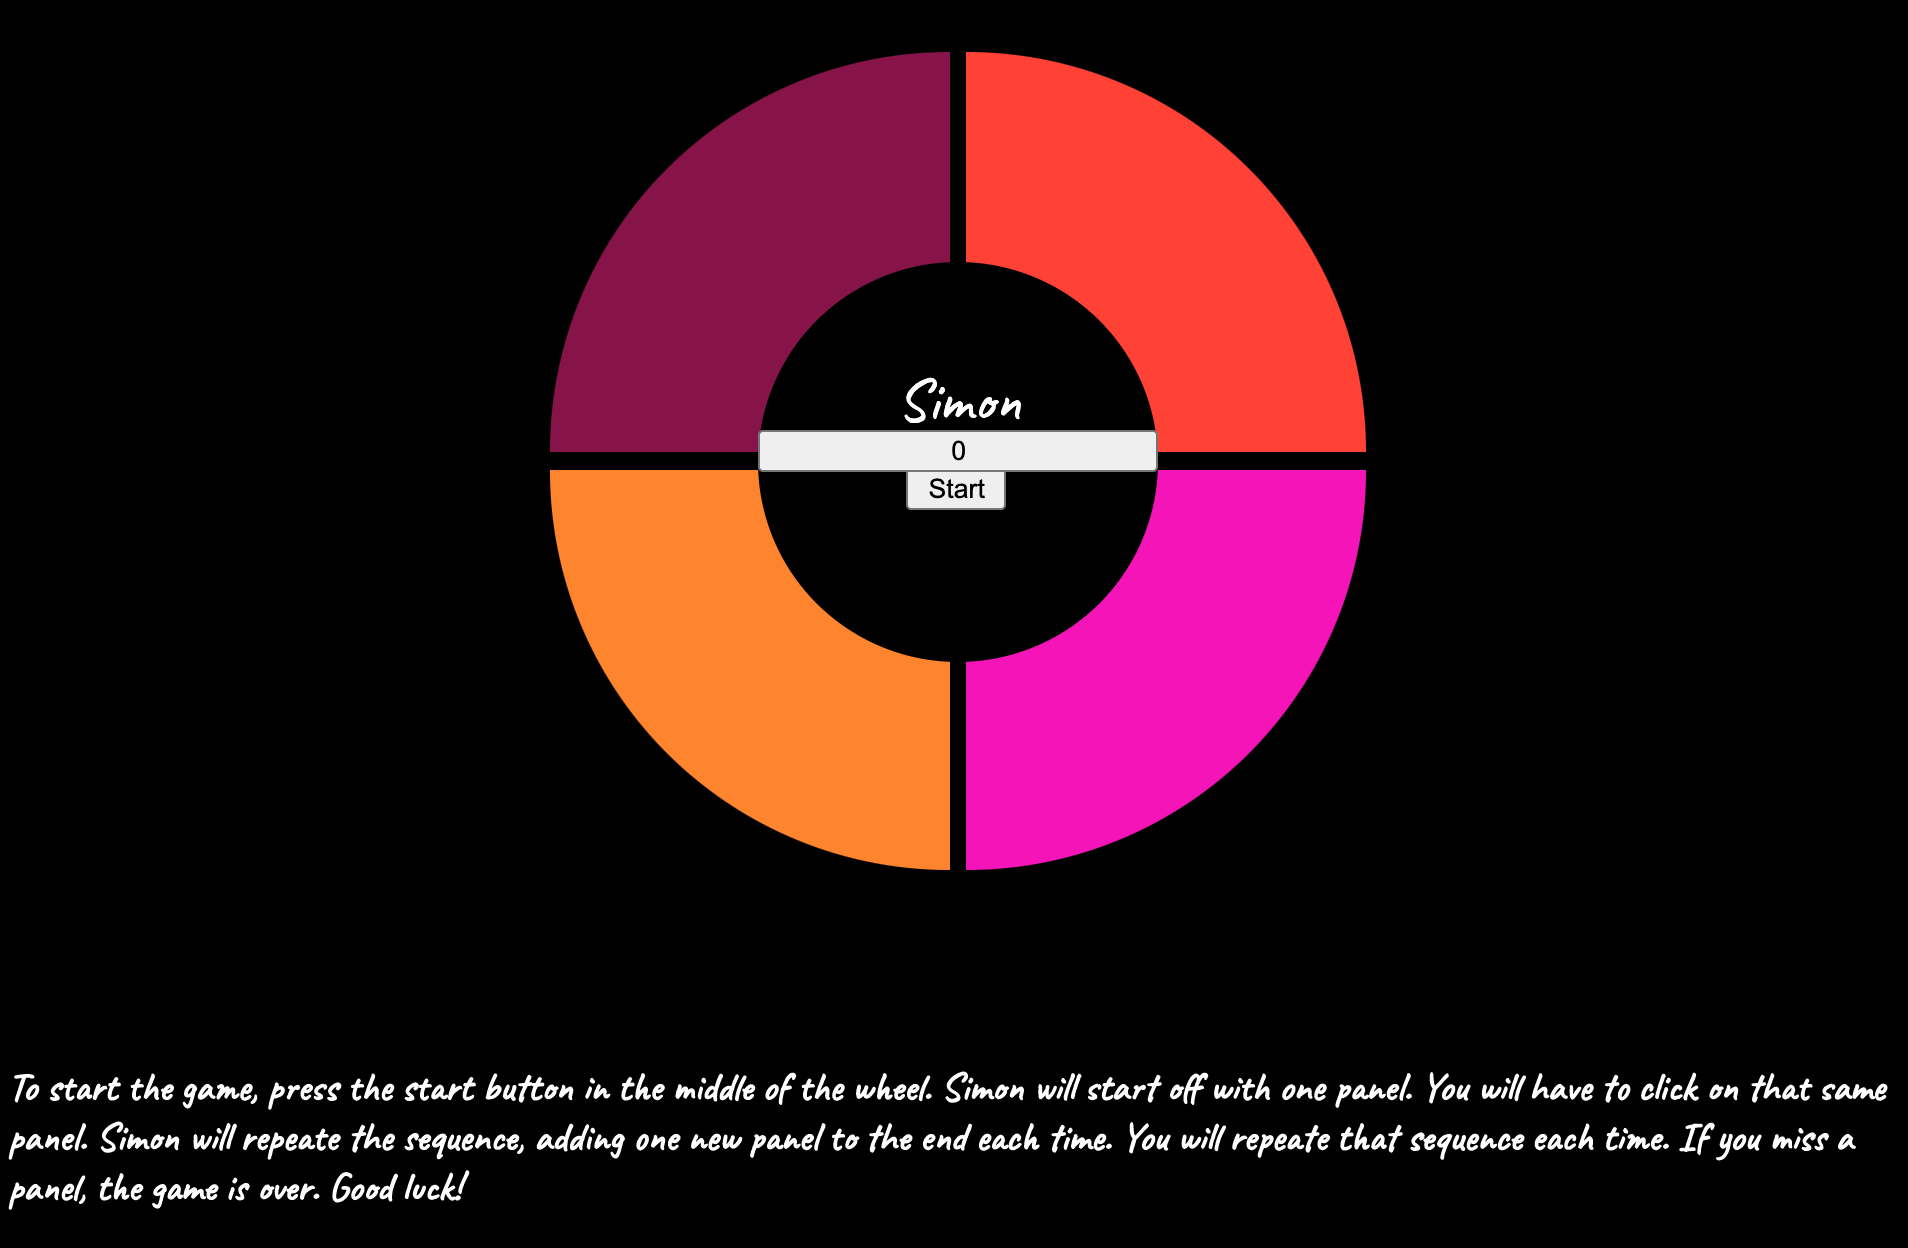 Simon
0
Start
To start the game, press the start button in the middle of the wheel. Simon will start off with one panel. You will have to click on that same
panel. Simon will repeat the sequence, adding one new panel to the end each time. You will repeat that sequence each time. If you miss a
panel, the game is over. Good luck!